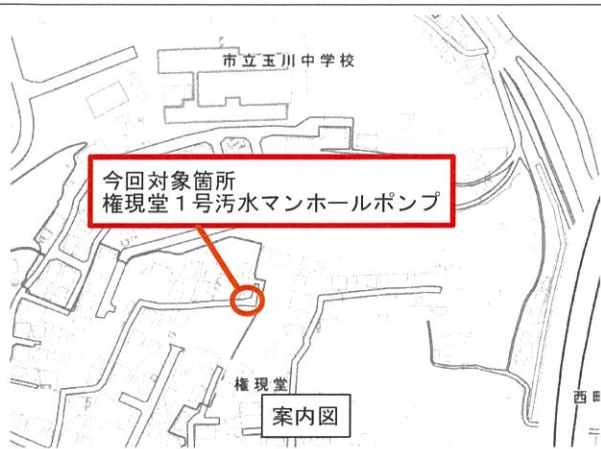 市立玉川中学校
今回対象箇所
権現堂１号汚水マンホールポンプ
権現堂
西町
案内図